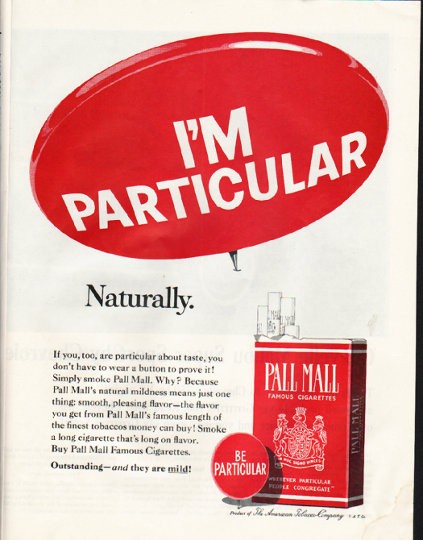 I'M
PARTICULAR
Naturally.
If you, too, are particular about taste, you
don't have to wear a button to prove it!
Simply smoke Pall Mall. Why? Because
Pall Mall's natural mildness means just one
thing: smooth, pleasing flavor—the flavor
you get from Pall Mall's famous length of
the finest tobaccos money can buy! Smoke
a long cigarette that's long on flavor.
Buy Pall Mall Famous Cigarettes.
Outstanding—and they are mild!
PALL MALL
FAMOUS CIGARETTES
PALL MALL
IN HOC SIGNO VINCES
"WHEREVER PARTICULAR
PEOPLE CONGREGATE"
BE
PARTICULAR
Product of The American Tobacco Company